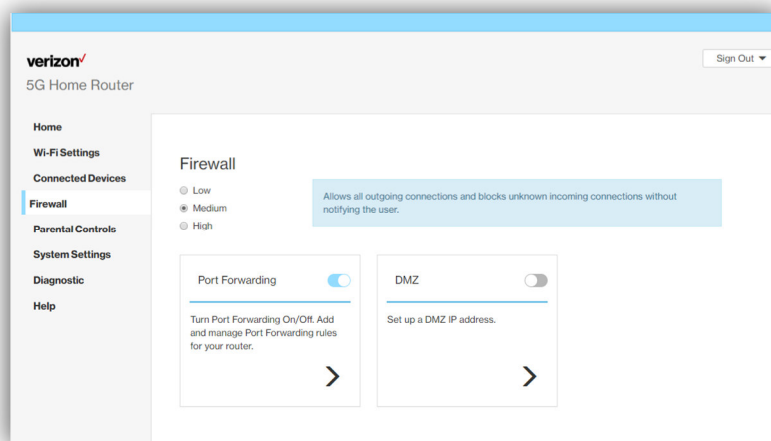 verizon✓
Sign Out
5G Home Router
Home
Wi-Fi Settings
Connected Devices
Firewall
Parental Controls
System Settings
Diagnostic
Help
Firewall
Low
Medium
High
Allows all outgoing connections and blocks unknown incoming connections without
notifying the user.
Port Forwarding
Turn Port Forwarding On/Off. Add
and manage Port Forwarding rules
for your router.
DMZ
Set up a DMZ IP address.